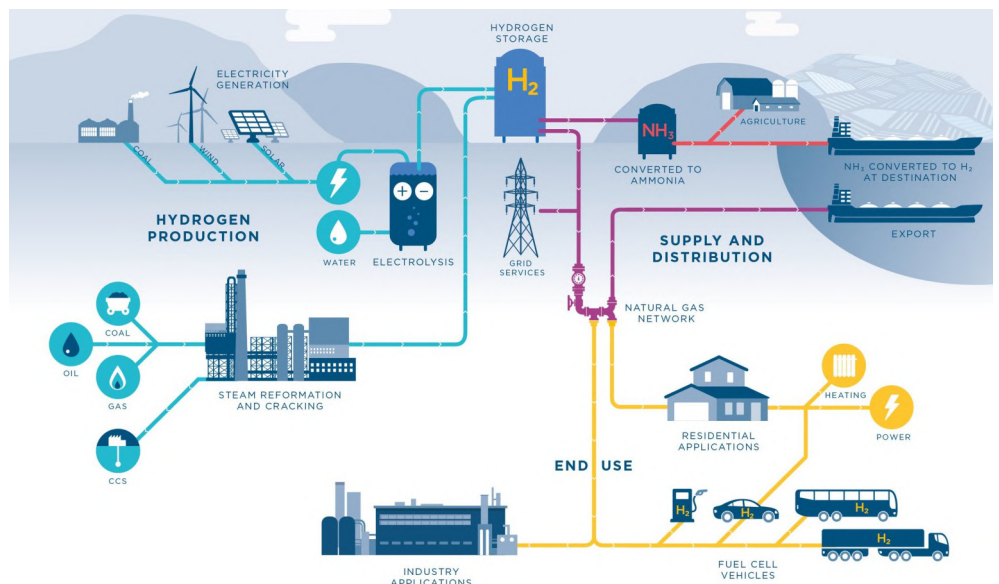 HYDROGEN
STORAGE
H₂
ELECTRICITY
GENERATION
COAL
WIND
SOLAR
NH₃
CONVERTED TO
AMMONIA
AGRICULTURE
NH₃ CONVERTED TO H₂
AT DESTINATION
EXPORT
HYDROGEN
PRODUCTION
WATER
ELECTROLYSIS
GRID
SERVICES
SUPPLY AND
DISTRIBUTION
NATURAL GAS
NETWORK
COAL
OIL
GAS
CCS
STEAM REFORMATION
AND CRACKING
RESIDENTIAL
APPLICATIONS
HEATING
POWER
END USE
INDUSTRY
APPLICATIONS
H₂
H₂
H₂
H₂
FUEL CELL
VEHICLES